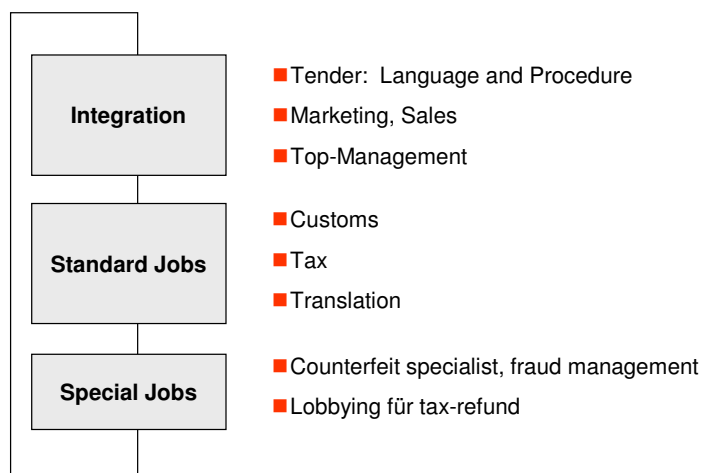 Integration
Tender: Language and Procedure
Marketing, Sales
Top-Management
Standard Jobs
Customs
Tax
Translation
Special Jobs
Counterfeit specialist, fraud management
Lobbying für tax-refund